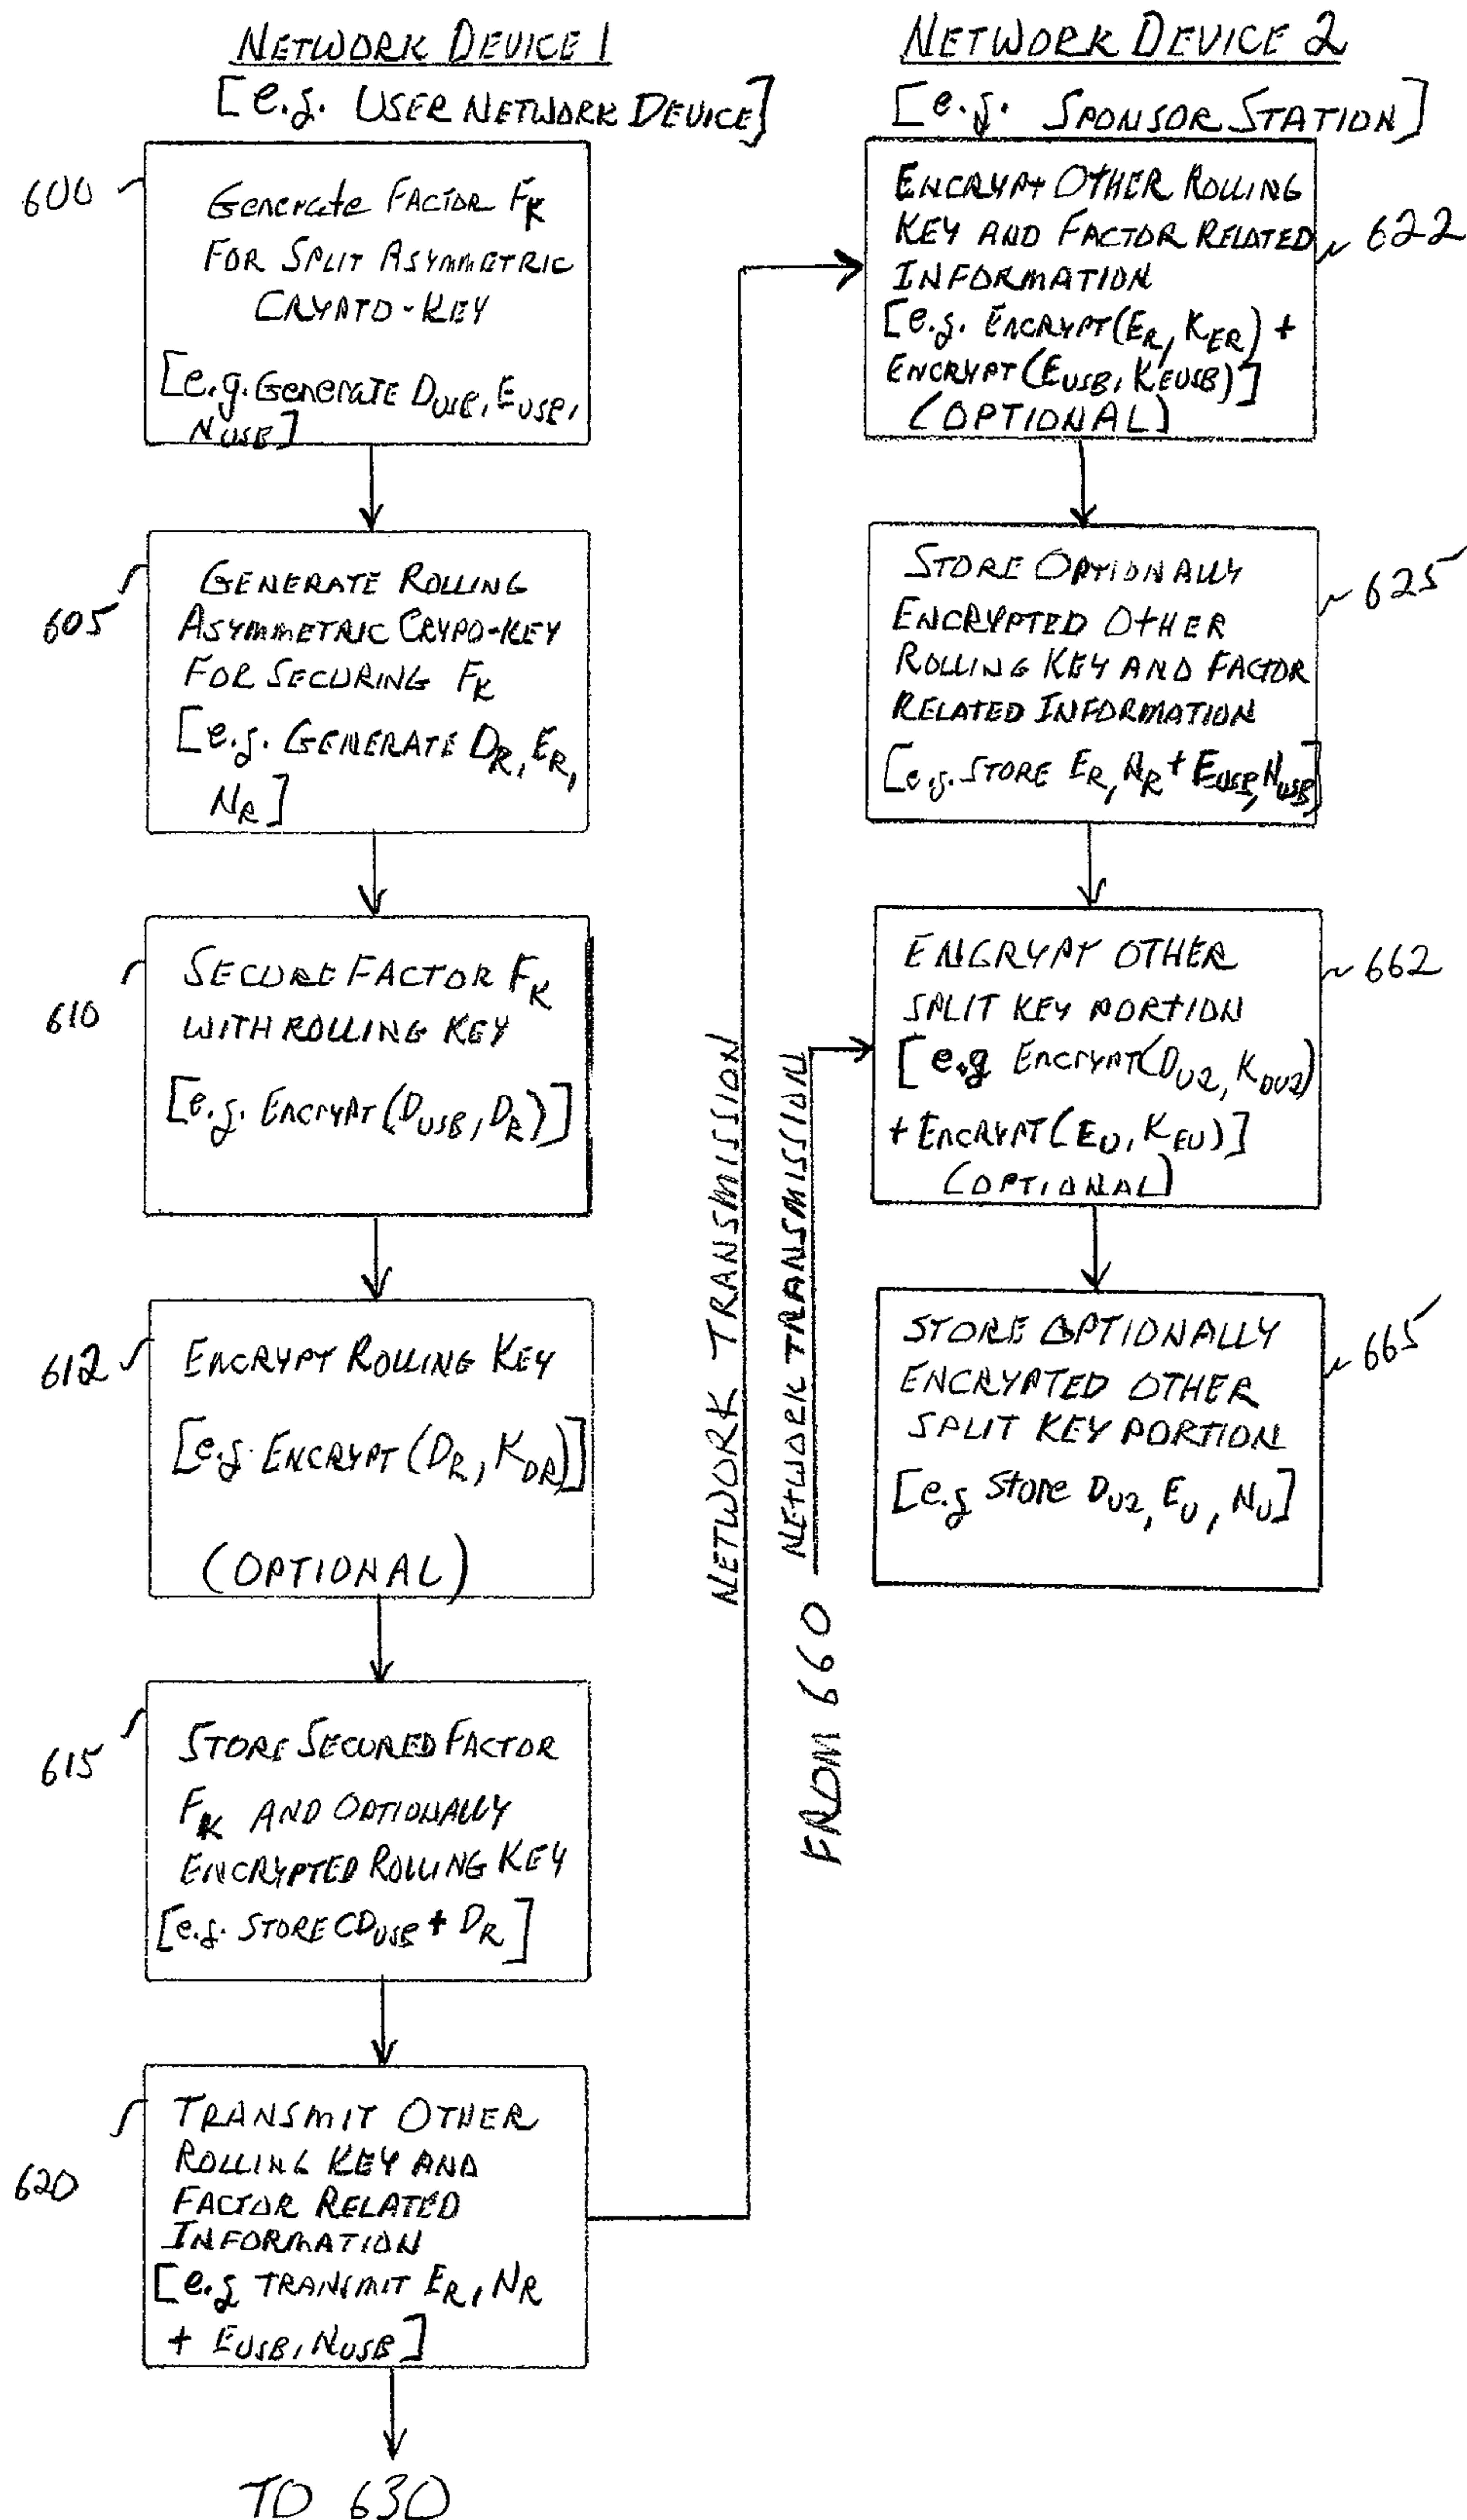 NETWORK DEVICE 1
[e.g. USER NETWORK DEVICE]
600
Generate FACTOR FK
FOR SPLIT ASYMMETRIC
CRYPTO-KEY
[e.g. Generate DUSB, EUSB,
NUSB]
605
GENERATE ROLLING
ASYMMETRIC CRYPO-KEY
FOR SECURING FK
[e.g. GENERATE DR, ER,
NR]
610
SECURE FACTOR FK
WITH ROLLING KEY
[e.g. ENCRYPT(DUSB, DR)]
612
ENCRYPT ROLLING KEY
[e.g. ENCRYPT (DR, KDR)]
(OPTIONAL)
615
STORE SECURED FACTOR
FK AND OPTIONALLY
ENCRYPTED ROLLING KEY
[e.g. STORE CDUSB + DR]
620
TRANSMIT OTHER
ROLLING KEY AND
FACTOR RELATED
INFORMATION
[e.g TRANSMIT ER, NR
+ EUSB, NUSB]
TO 630
NETWORK TRANSMISSION
FROM 660 NETWORK TRANSMISSION
NETWORK DEVICE 2
[e.g. SPONSOR STATION]
622
ENCRYPT OTHER ROLLING
KEY AND FACTOR RELATED
INFORMATION
[e.g. ENCRYPT(ER, KER) +
ENCRYPT(EUSB, KEUSB)]
(OPTIONAL)
625
STORE OPTIONALLY
ENCRYPTED OTHER
ROLLING KEY AND FACTOR
RELATED INFORMATION
[e.g. STORE ER, NR + EUSB, NUSB]
662
ENCRYPT OTHER
SPLIT KEY PORTION
[e.g ENCRYPT(DU2, KDU2)
+ ENCRYPT(EU, KEU)]
(OPTIONAL)
665
STORE OPTIONALLY
ENCRYPTED OTHER
SPLIT KEY PORTION
[e.g Store DU2, EU, NU]